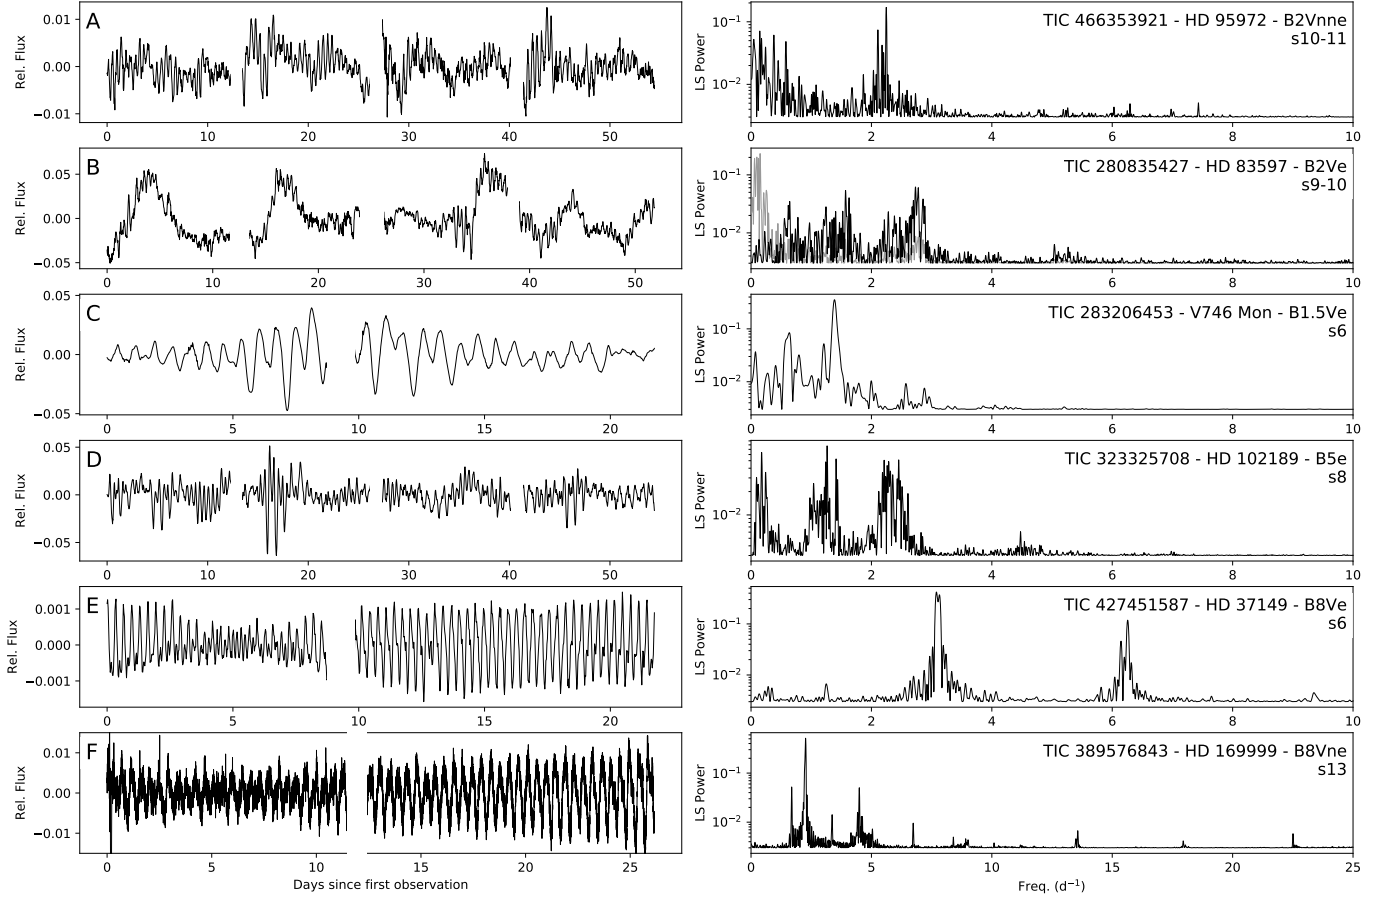 A
Rel. Flux
0.01
0.00
−0.01
0 10 20 30 40 50
LS Power
10⁻¹
10⁻²
TIC 466353921 - HD 95972 - B2Vnne
s10-11
0 2 4 6 8 10
B
Rel. Flux
0.05
0.00
−0.05
0 10 20 30 40 50
LS Power
10⁻¹
10⁻²
TIC 280835427 - HD 83597 - B2Ve
s9-10
0 2 4 6 8 10
C
Rel. Flux
0.05
0.00
−0.05
0 5 10 15 20
LS Power
10⁻¹
10⁻²
TIC 283206453 - V746 Mon - B1.5Ve
s6
0 2 4 6 8 10
D
Rel. Flux
0.05
0.00
−0.05
0 10 20 30 40 50
LS Power
10⁻²
TIC 323325708 - HD 102189 - B5e
s8
0 2 4 6 8 10
E
Rel. Flux
0.001
0.000
−0.001
0 5 10 15 20
LS Power
10⁻¹
10⁻²
TIC 427451587 - HD 37149 - B8Ve
s6
0 2 4 6 8 10
F
Rel. Flux
0.01
0.00
−0.01
0 5 10 15 20 25
Days since first observation
LS Power
10⁻¹
10⁻²
TIC 389576843 - HD 169999 - B8Vne
s13
0 5 10 15 20 25
Freq. (d⁻¹)